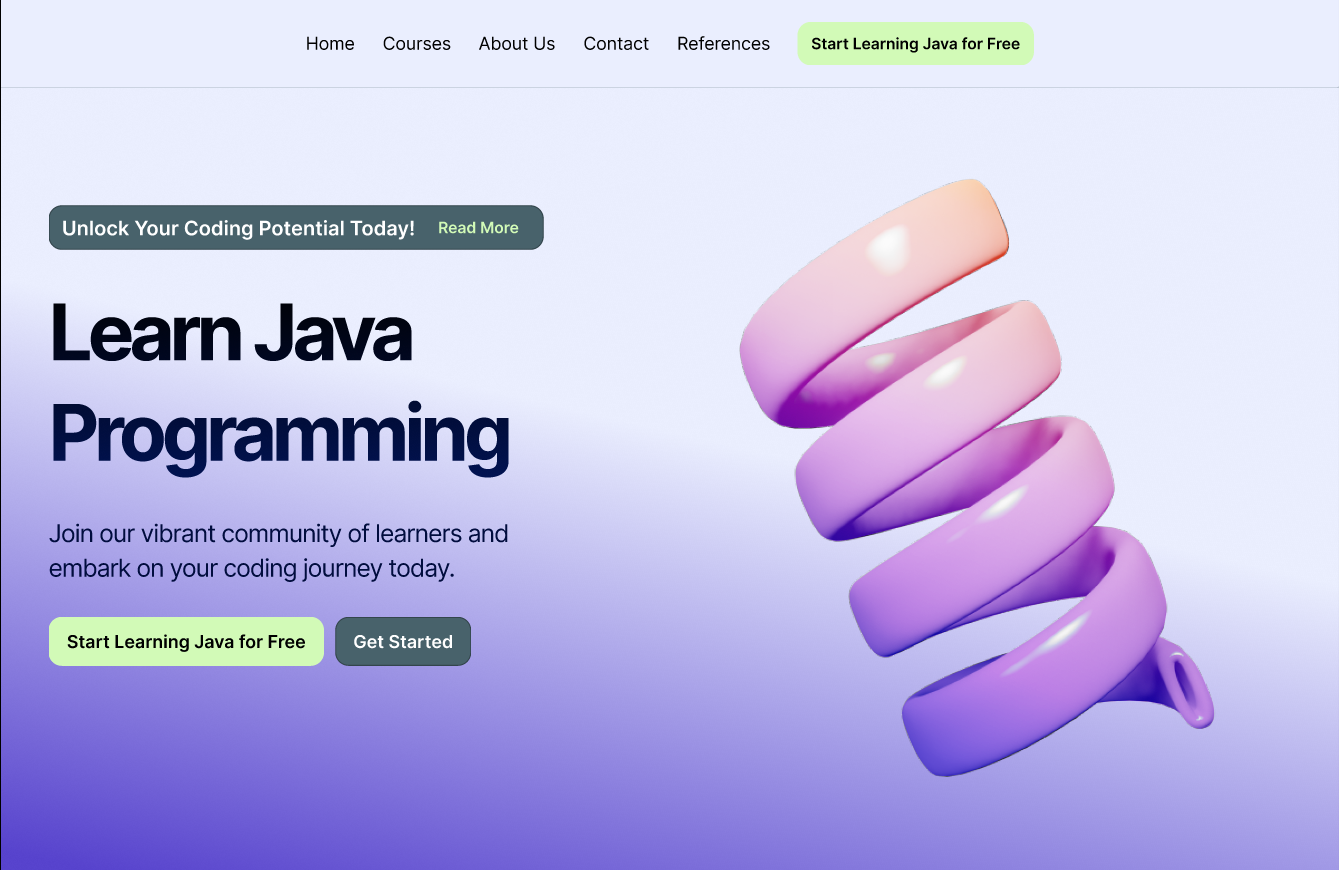 Home Courses About Us Contact References Start Learning Java for Free
Unlock Your Coding Potential Today! Read More
Learn Java
Programming
Join our vibrant community of learners and
embark on your coding journey today.
Start Learning Java for Free Get Started